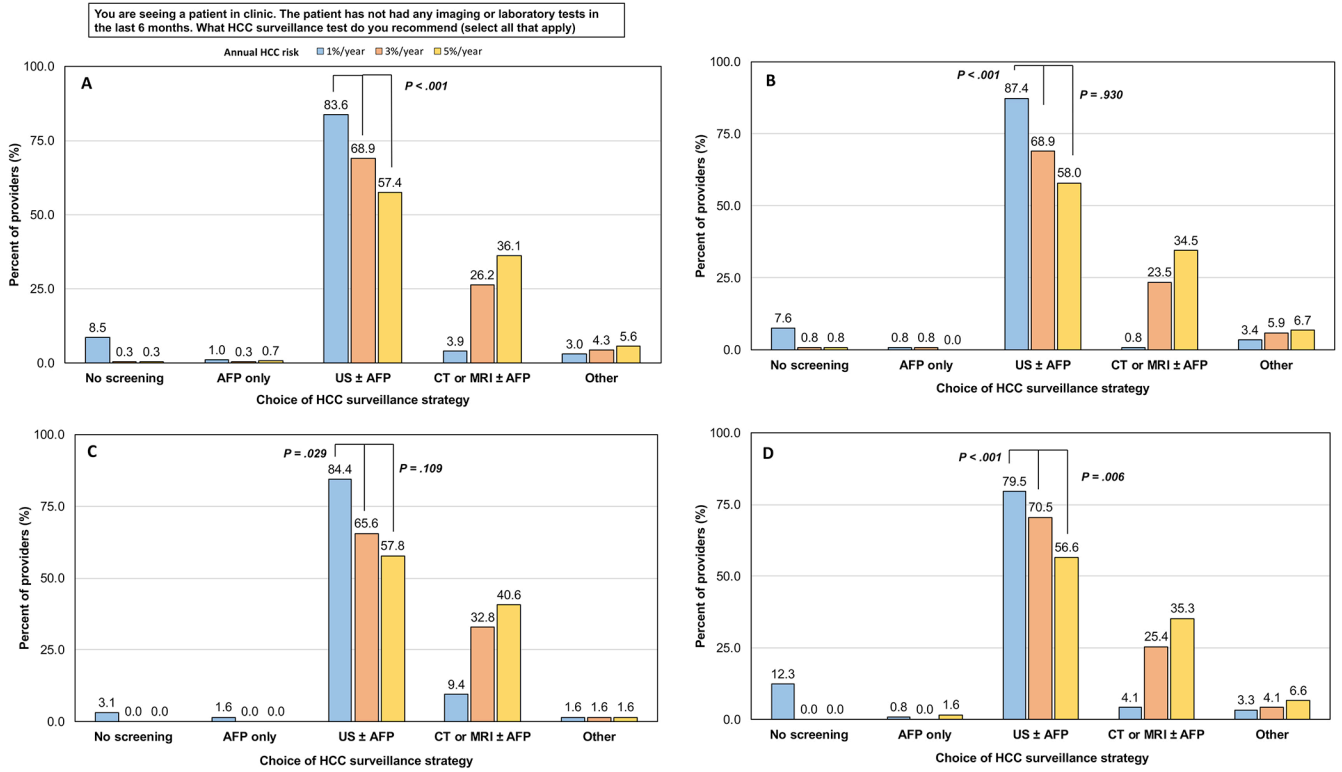 You are seeing a patient in clinic. The patient has not had any imaging or laboratory tests in
the last 6 months. What HCC surveillance test do you recommend (select all that apply)
Annual HCC risk 1%/year 3%/year 5%/year
A
P < .001
Percent of providers (%)
100.0
75.0
50.0
25.0
0.0
8.5 0.3 0.3
1.0 0.3 0.7
83.6 68.9 57.4
3.9 26.2 36.1
3.0 4.3 5.6
No screening AFP only US ± AFP CT or MRI ± AFP Other
Choice of HCC surveillance strategy
B
P < .001
P = .930
Percent of providers (%)
100.0
75.0
50.0
25.0
0.0
7.6 0.8 0.8
0.8 0.8 0.0
87.4 68.9 58.0
0.8 23.5 34.5
3.4 5.9 6.7
No screening AFP only US ± AFP CT or MRI ± AFP Other
Choice of HCC surveillance strategy
C
P = .029
P = .109
Percent of providers (%)
100.0
75.0
50.0
25.0
0.0
3.1 0.0 0.0
1.6 0.0 0.0
84.4 65.6 57.8
9.4 32.8 40.6
1.6 1.6 1.6
No screening AFP only US ± AFP CT or MRI ± AFP Other
Choice of HCC surveillance strategy
D
P < .001
P = .006
Percent of providers (%)
100.0
75.0
50.0
25.0
0.0
12.3 0.0 0.0
0.8 0.0 1.6
79.5 70.5 56.6
4.1 25.4 35.3
3.3 4.1 6.6
No screening AFP only US ± AFP CT or MRI ± AFP Other
Choice of HCC surveillance strategy